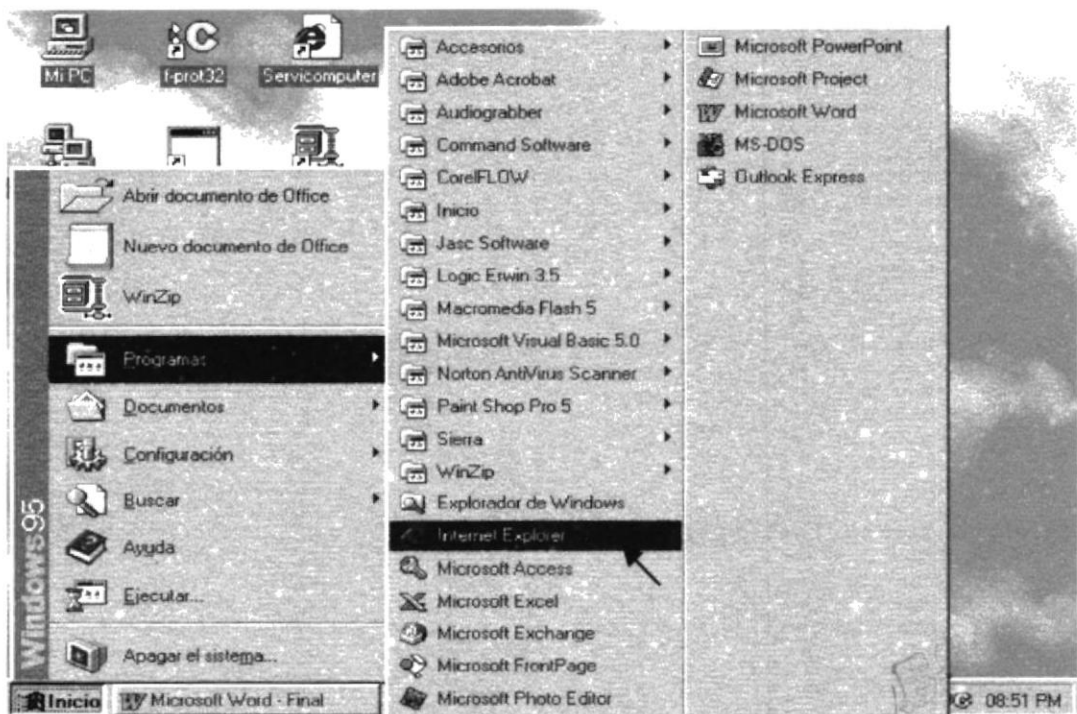 Mi PC
f-prot32
Servicomputer
Abrir documento de Office
Nuevo documento de Office
WinZip
Programas
Documentos
Configuración
Buscar
Ayuda
Ejecutar...
Apagar el sistema...
Windows95
Accesorios
Adobe Acrobat
Audiograbber
Command Software
CorelFLOW
Inicio
Jasc Software
Logic Erwin 3.5
Macromedia Flash 5
Microsoft Visual Basic 5.0
Norton AntiVirus Scanner
Paint Shop Pro 5
Sierra
WinZip
Explorador de Windows
Internet Explorer
Microsoft Access
Microsoft Excel
Microsoft Exchange
Microsoft FrontPage
Microsoft Photo Editor
Microsoft PowerPoint
Microsoft Project
Microsoft Word
MS-DOS
Outlook Express
Inicio
Microsoft Word - Final
08:51 PM